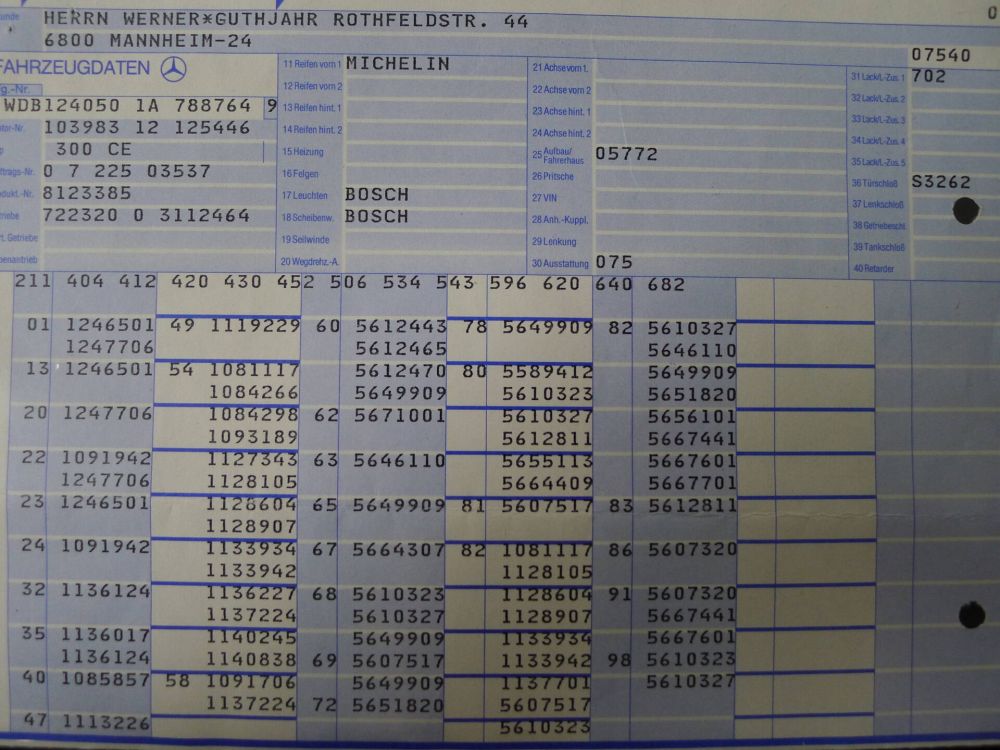 HERRN WERNER*GUTHJAHR ROTHFELDSTR. 44 0
6800 MANNHEIM-24 07540
FAHRZEUGDATEN
11 Reifen vorn 1 MICHELIN 21 Achse vorn 1. 31 Lack/L-Zus. 1 702
12 Reifen vorn 2 22 Achse vorn 2 32 Lack/L-Zus. 2
WDB124050 1A 788764 9 13 Reifen hint. 1 23 Achse hint. 1 33 Lack/L-Zus. 3
103983 12 125446 14 Reifen hint. 2 24 Achse hint. 2 34 Lack/L-Zus. 4
300 CE 15 Heizung 25 Aufbau/Fahrerhaus 05772 35 Lack/L-Zus. 5
0 7 225 03537 16 Felgen 26 Pritsche 36 Türschloß S3262
8123385 17 Leuchten BOSCH 27 VIN 37 Lenkschloß
722320 0 3112464 18 Scheibenw. BOSCH 28 Anh.-Kuppl. 38 Getriebeschl.
19 Seilwinde 29 Lenkung 39 Tankschloß
20 Wegdrehz.-A. 30 Ausstattung 075 40 Retarder
211 404 412 420 430 452 506 534 543 596 620 640 682
01 1246501 49 1119229 60 5612443 78 5649909 82 5610327
1247706 5612465 5646110
13 1246501 54 1081117 5612470 80 5589412 5649909
1084266 5649909 5610323 5651820
20 1247706 1084298 62 5671001 5610327 5656101
1093189 5612811 5667441
22 1091942 1127343 63 5646110 5655113 5667601
1247706 1128105 5664409 5667701
23 1246501 1128604 65 5649909 81 5607517 83 5612811
1128907
24 1091942 1133934 67 5664307 82 1081117 86 5607320
1133942 1128105
32 1136124 1136227 68 5610323 1128604 91 5607320
1137224 5610327 1128907 5667441
35 1136017 1140245 5649909 1133934 5667601
1136124 1140838 69 5607517 1133942 98 5610323
40 1085857 58 1091706 5649909 1137701 5610327
1137224 72 5651820 5607517
47 1113226 5610323